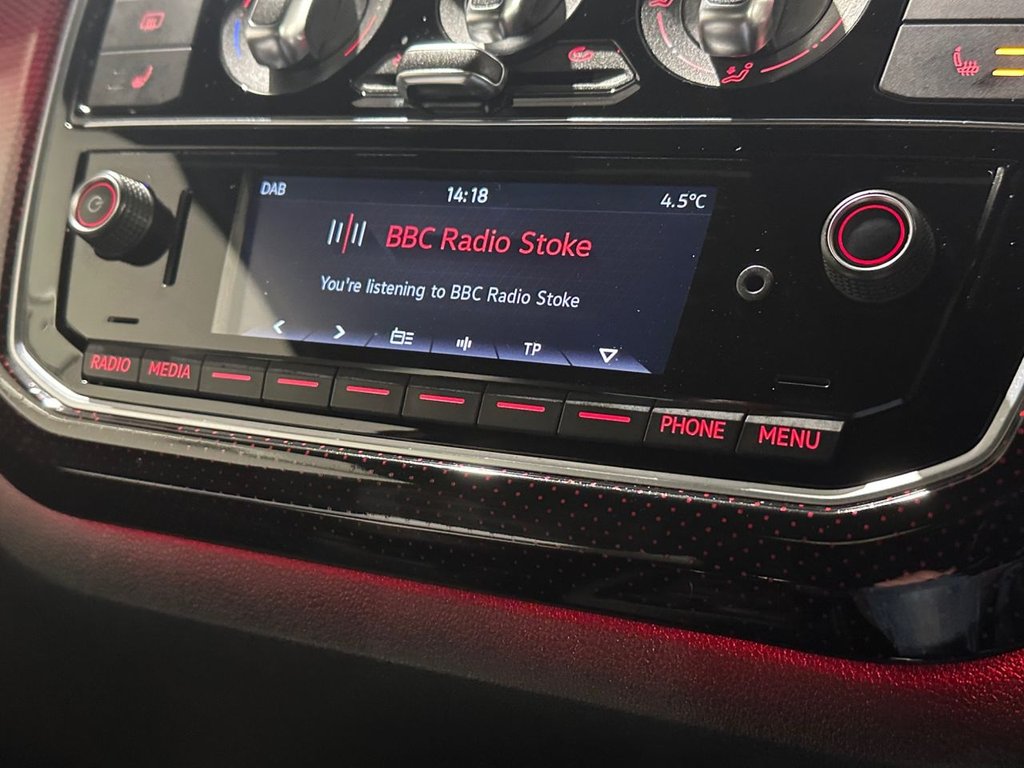 DAB 14:18 4.5°C
BBC Radio Stoke
You're listening to BBC Radio Stoke
TP
RADIO MEDIA PHONE MENU